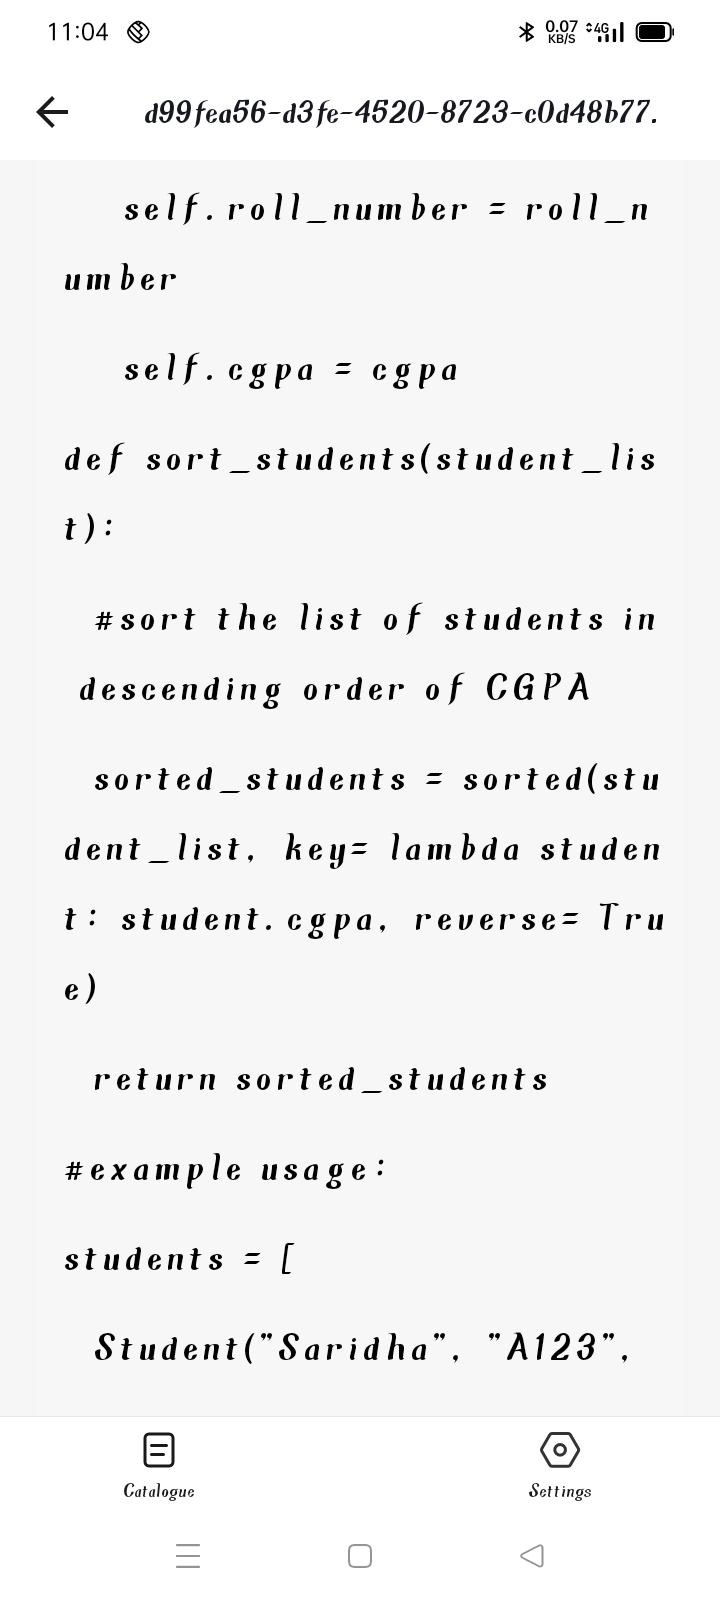 11:04
0.07
KB/S
4G
d99fea56-d3fe-4520-8723-c0d48b77.
self.roll_number = roll_n
umber
self.cgpa = cgpa
def sort_students(student_lis
t):
#sort the list of students in
descending order of CGPA
sorted_students = sorted(stu
dent_list, key= lambda studen
t: student.cgpa, reverse= Tru
e)
return sorted_students
#example usage:
students = [
Student("Saridha", "A123",
Catalogue
Settings